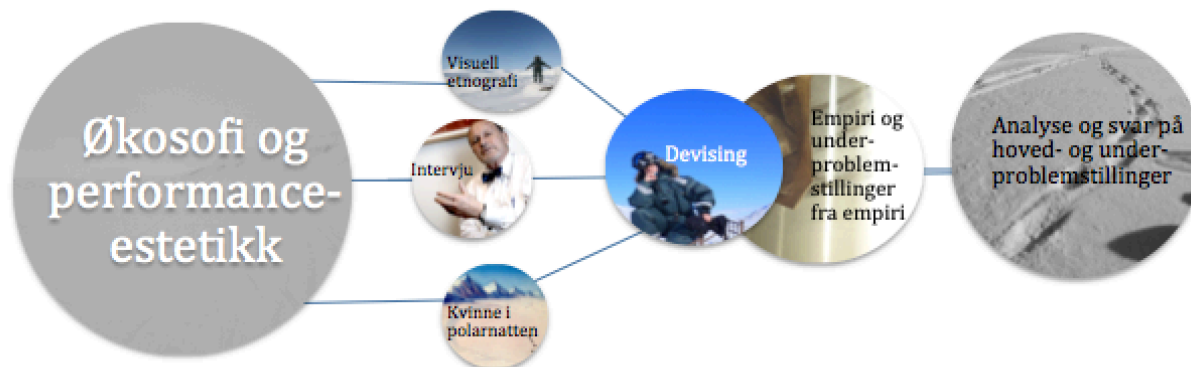 Økosofi og
performance-
estetikk
Visuell
etnografi
Intervju
Kvinne i
polarnatten
Devising
Empiri og
under-
problem-
stillinger
fra empiri
Analyse og svar på
hoved- og under-
problemstillinger